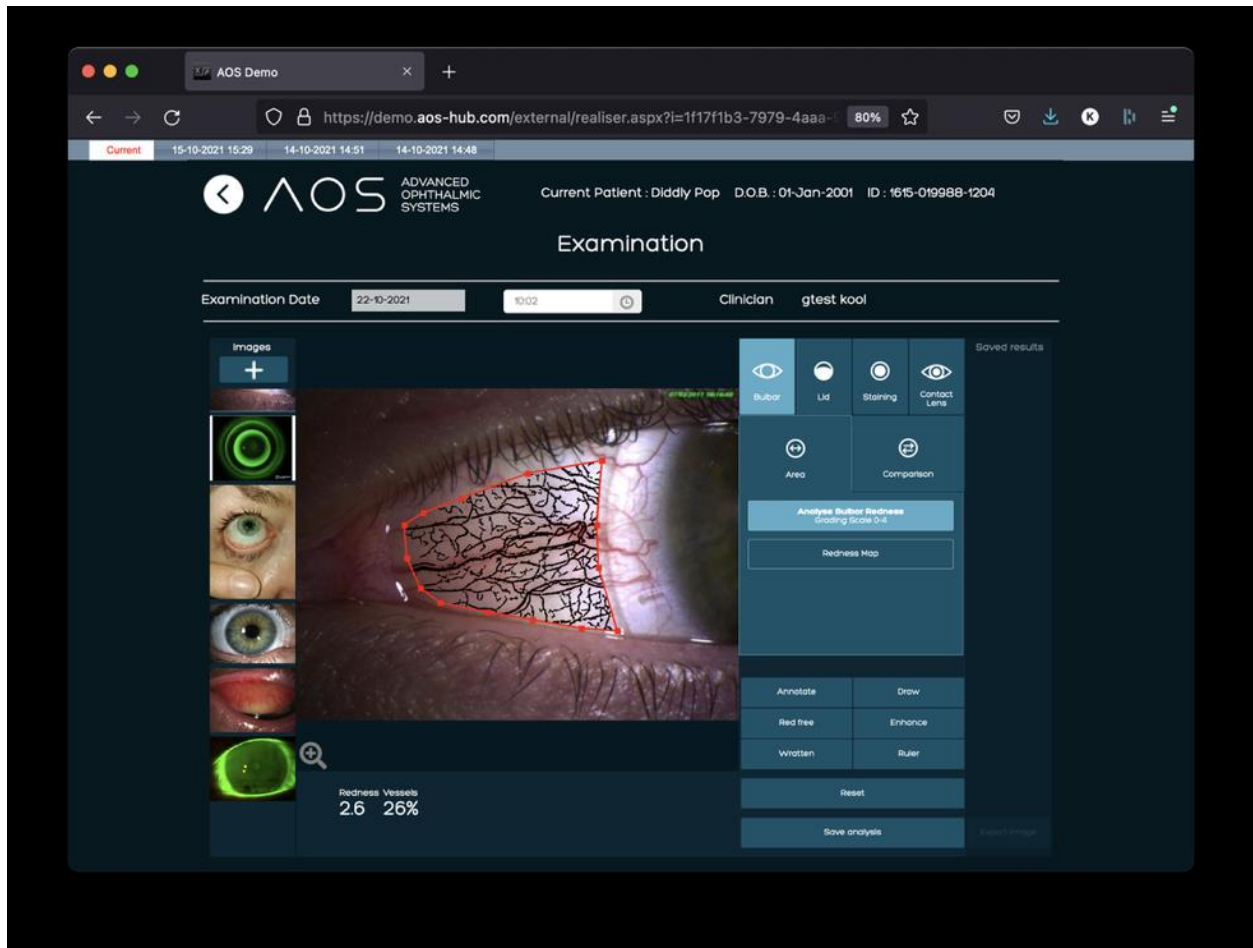 AOS Demo
https://demo.aos-hub.com/external/realiser.aspx?i=1f17f1b3-7979-4aaa-9
80%
K
Current 15-10-2021 15:29 14-10-2021 14:51 14-10-2021 14:48
AOS ADVANCED
OPHTHALMIC
SYSTEMS
Current Patient : Diddly Pop D.O.B. : 01-Jan-2001 ID : 1615-019988-1204
Examination
Examination Date 22-10-2021 10:02 Clinician gtest kool
Images
Saved results
Bulbar Lid Staining Contact
Lens
Area Comparison
Analyse Bulbar Redness
Grading Scale 0-4
Redness Map
Annotate Draw
Red free Enhance
Wratten Ruler
Redness Vessels
2.6 26%
Reset
Save analysis
Export image